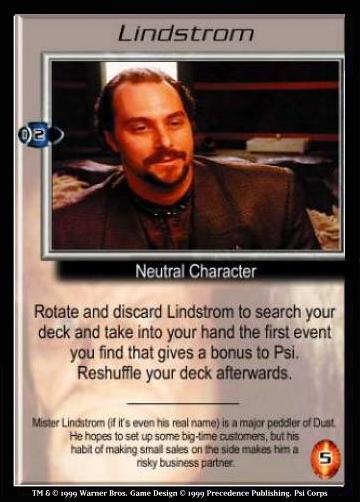 Lindstrom
2
Neutral Character
Rotate and discard Lindstrom to search your
deck and take into your hand the first event
you find that gives a bonus to Psi.
Reshuffle your deck afterwards.
Mister Lindstrom (if it's even his real name) is a major peddler of Dust.
He hopes to set up some big-time customers, but his
habit of making small sales on the side makes him a
risky business partner.
5
TM & © 1999 Warner Bros. Game Design © 1999 Precedence Publishing. Psi Corps